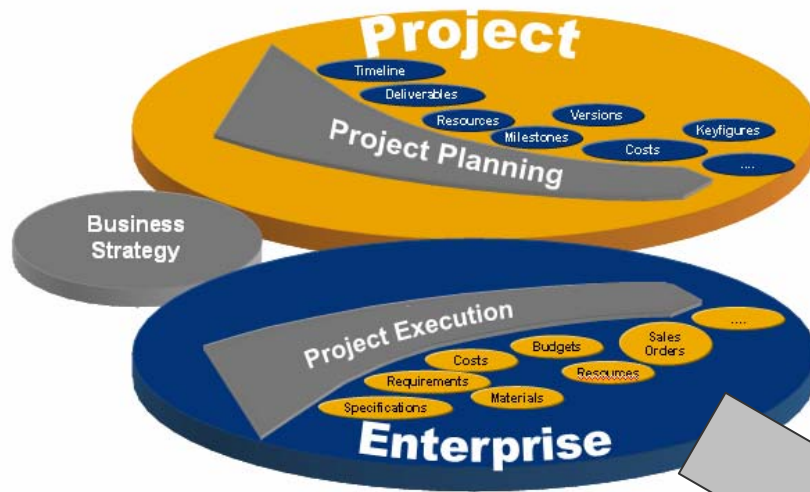 Project
Timeline
Deliverables
Resources
Versions
Milestones
Keyfigures
Costs
....
Project Planning
Business
Strategy
Project Execution
....
Sales
Orders
Budgets
Costs
Resources
Requirements
Materials
Specifications
Enterprise